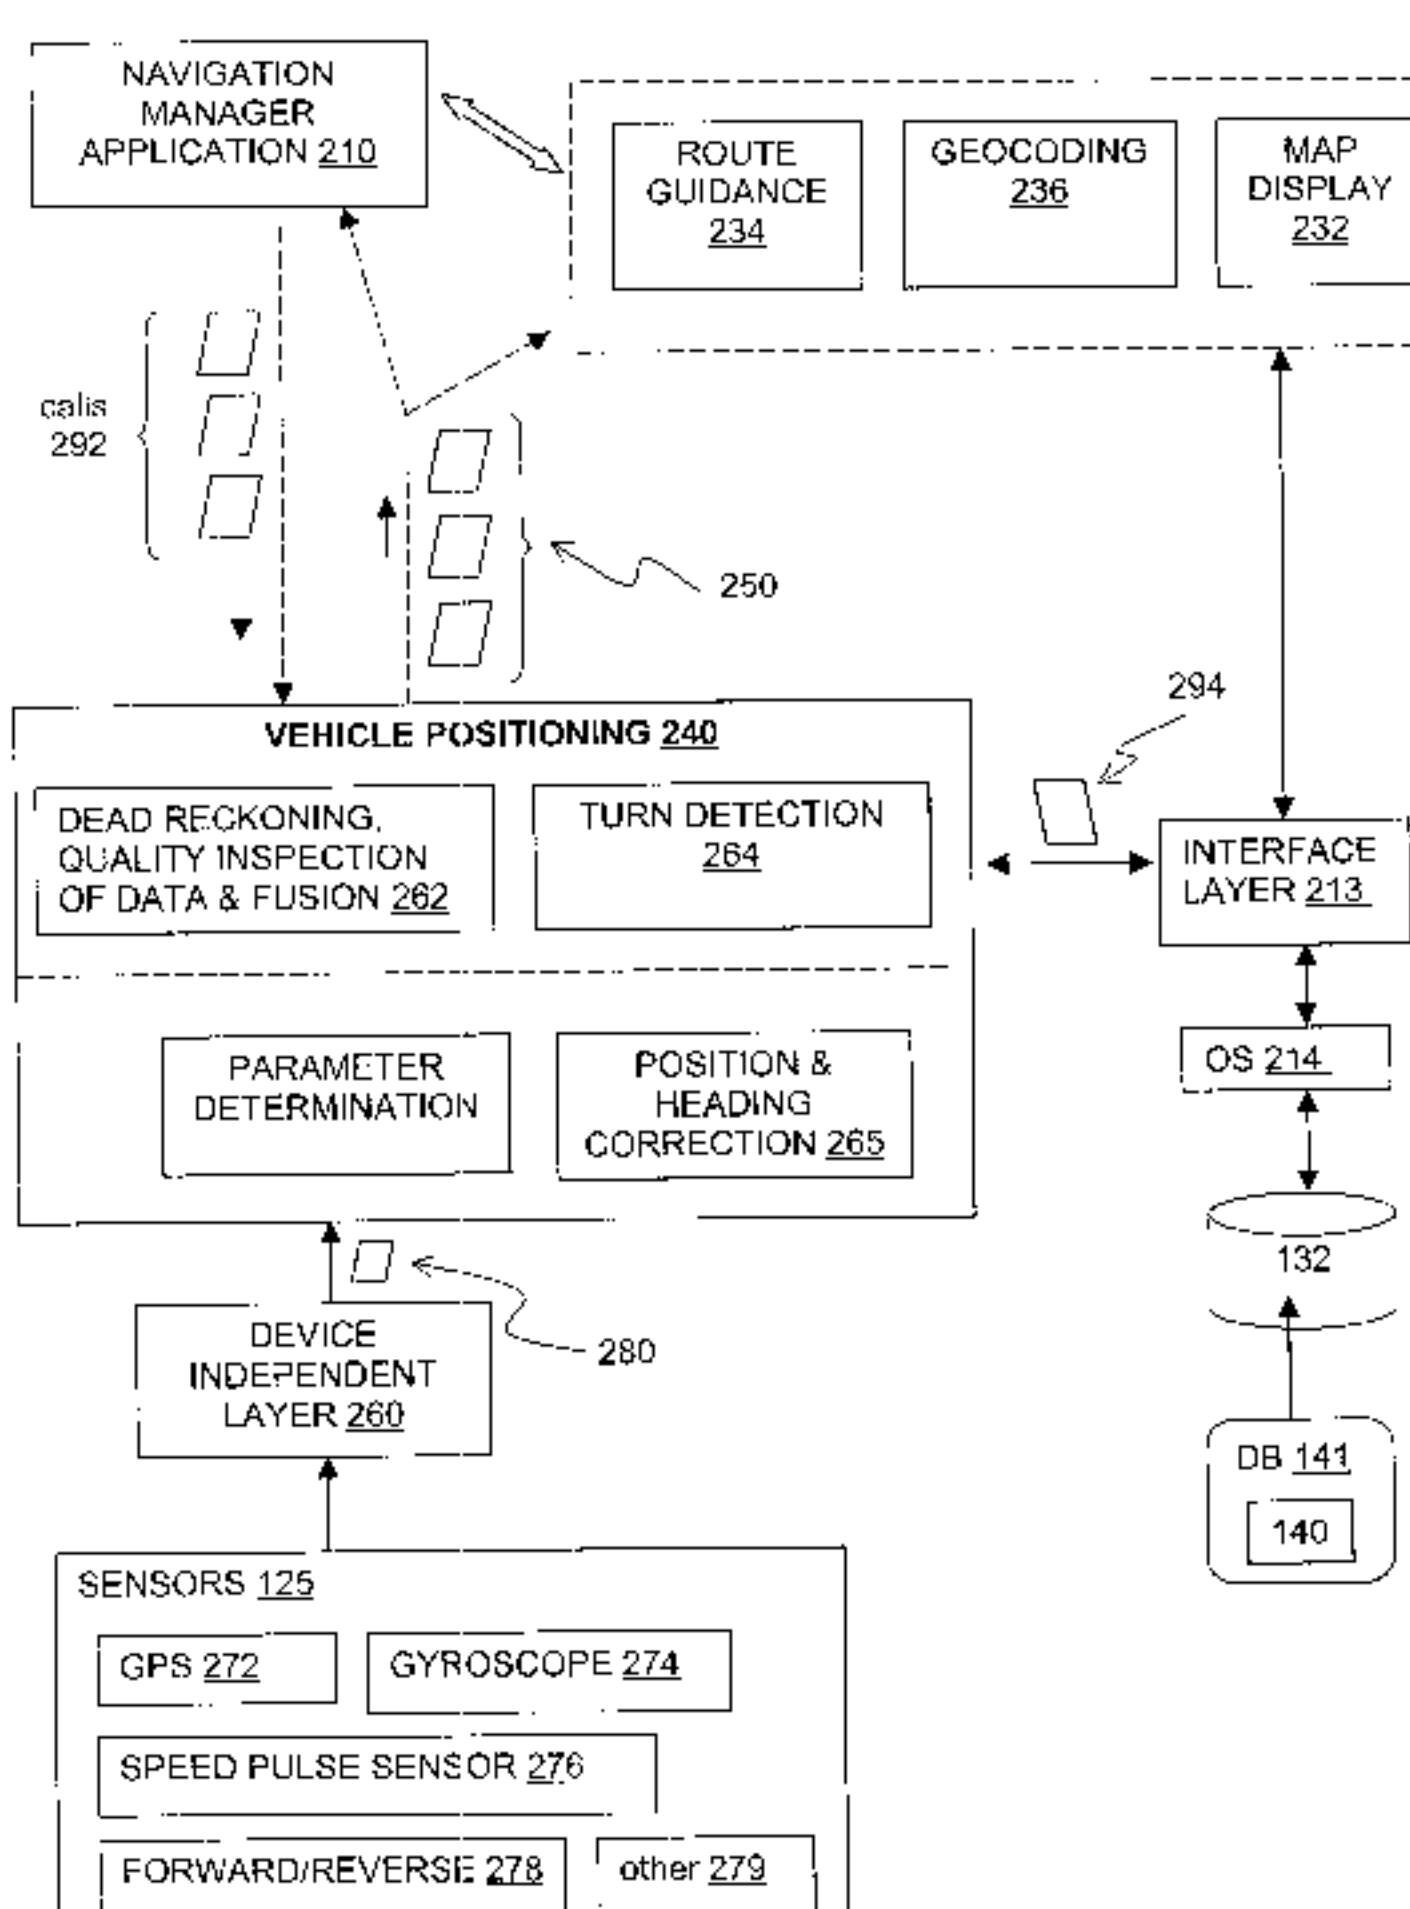 NAVIGATION
MANAGER
APPLICATION 210
ROUTE
GUIDANCE
234
GEOCODING
236
MAP
DISPLAY
232
calls
292
250
294
VEHICLE POSITIONING 240
DEAD RECKONING,
QUALITY INSPECTION
OF DATA & FUSION 262
TURN DETECTION
264
INTERFACE
LAYER 213
PARAMETER
DETERMINATION
POSITION &
HEADING
CORRECTION 265
OS 214
132
280
DEVICE
INDEPENDENT
LAYER 260
DB 141
140
SENSORS 125
GPS 272
GYROSCOPE 274
SPEED PULSE SENSOR 276
FORWARD/REVERSE 278
other 279